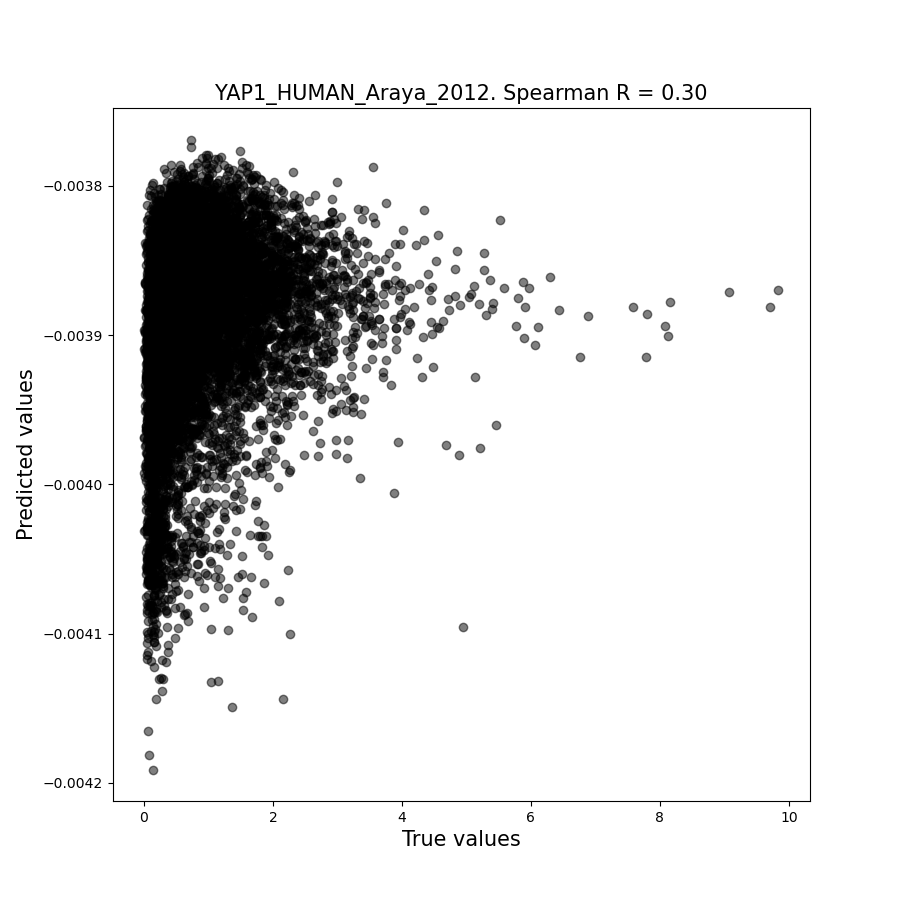 YAP1_HUMAN_Araya_2012. Spearman R = 0.30
Predicted values
−0.0038
−0.0039
−0.0040
−0.0041
−0.0042
0 2 4 6 8 10
True values